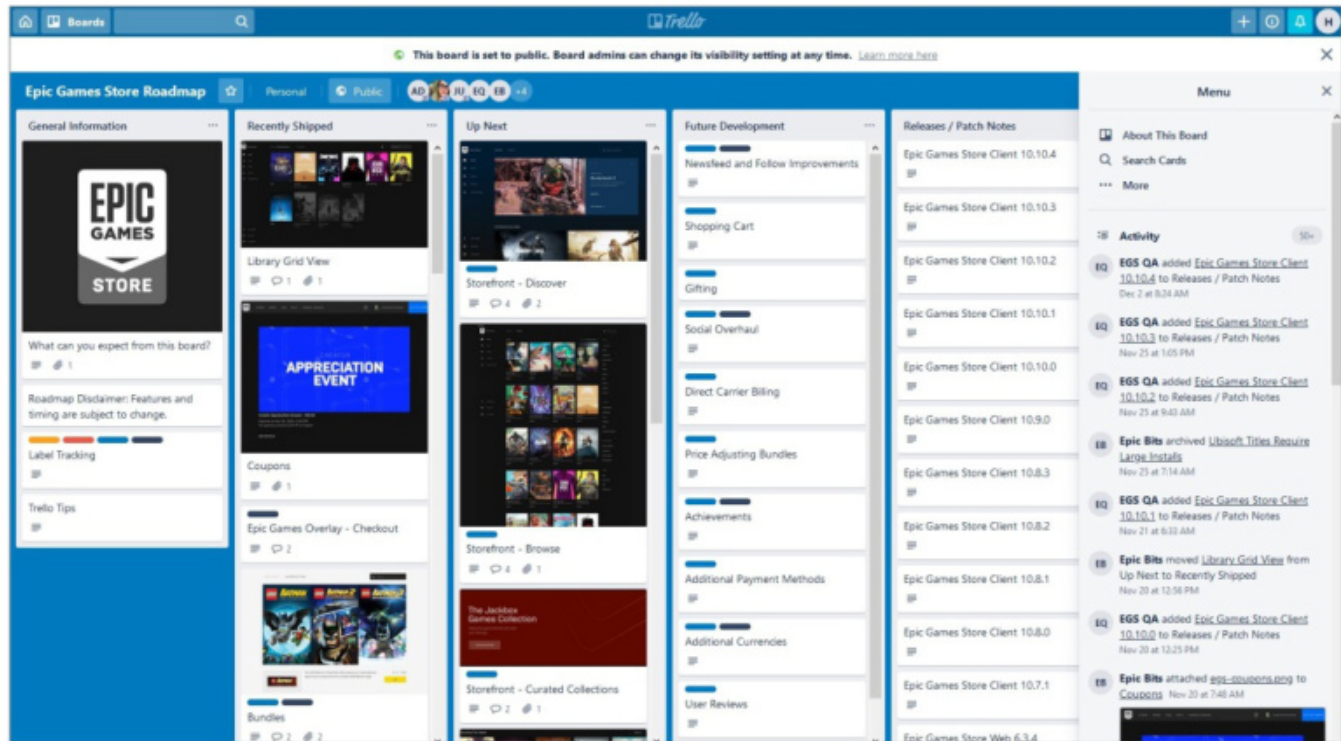 Boards
Trello
H
This board is set to public. Board admins can change its visibility setting at any time. Learn more here
Epic Games Store Roadmap
Personal
Public
AD
JU
EQ
EB
+4
General Information
EPIC
GAMES
STORE
What can you expect from this board?
1
Roadmap Disclaimer: Features and
timing are subject to change.
Label Tracking
Trello Tips
Recently Shipped
Library Grid View
1 1
CREATOR
APPRECIATION
EVENT
Coupons
1
Epic Games Overlay - Checkout
2
Bundles
2 2
Up Next
Storefront - Discover
4 2
Storefront - Browse
4 1
The Jackbox
Games Collection
Storefront - Curated Collections
2 1
Future Development
Newsfeed and Follow Improvements
Shopping Cart
Gifting
Social Overhaul
Direct Carrier Billing
Price Adjusting Bundles
Achievements
Additional Payment Methods
Additional Currencies
User Reviews
Releases / Patch Notes
Epic Games Store Client 10.10.4
Epic Games Store Client 10.10.3
Epic Games Store Client 10.10.2
Epic Games Store Client 10.10.1
Epic Games Store Client 10.10.0
Epic Games Store Client 10.9.0
Epic Games Store Client 10.8.3
Epic Games Store Client 10.8.2
Epic Games Store Client 10.8.1
Epic Games Store Client 10.8.0
Epic Games Store Client 10.7.1
Epic Games Store Web 6.3.4
Menu
About This Board
Search Cards
More
Activity
50+
EQ
EGS QA added Epic Games Store Client
10.10.4 to Releases / Patch Notes
Dec 2 at 8:24 AM
EQ
EGS QA added Epic Games Store Client
10.10.3 to Releases / Patch Notes
Nov 25 at 1:05 PM
EQ
EGS QA added Epic Games Store Client
10.10.2 to Releases / Patch Notes
Nov 25 at 9:43 AM
EB
Epic Bits archived Ubisoft Titles Require
Large Installs
Nov 25 at 7:14 AM
EQ
EGS QA added Epic Games Store Client
10.10.1 to Releases / Patch Notes
Nov 21 at 6:33 AM
EB
Epic Bits moved Library Grid View from
Up Next to Recently Shipped
Nov 20 at 12:56 PM
EQ
EGS QA added Epic Games Store Client
10.10.0 to Releases / Patch Notes
Nov 20 at 12:25 PM
EB
Epic Bits attached egs-coupons.png to
Coupons Nov 20 at 7:48 AM